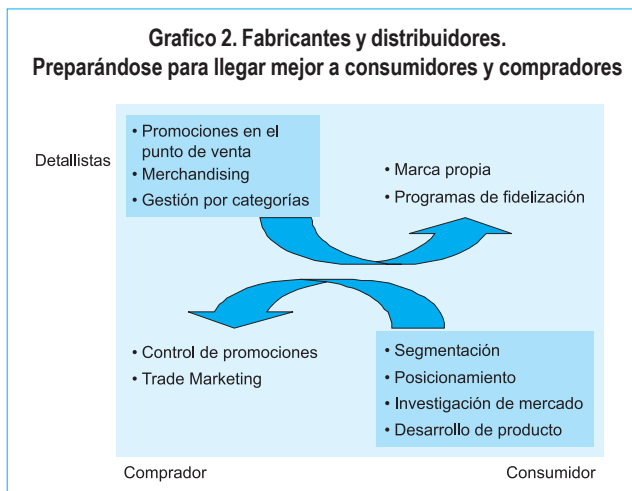 Grafico 2. Fabricantes y distribuidores.
Preparándose para llegar mejor a consumidores y compradores
Detallistas
• Promociones en el
punto de venta
• Merchandising
• Gestión por categorías
• Marca propia
• Programas de fidelización
• Control de promociones
• Trade Marketing
• Segmentación
• Posicionamiento
• Investigación de mercado
• Desarrollo de producto
Comprador
Consumidor